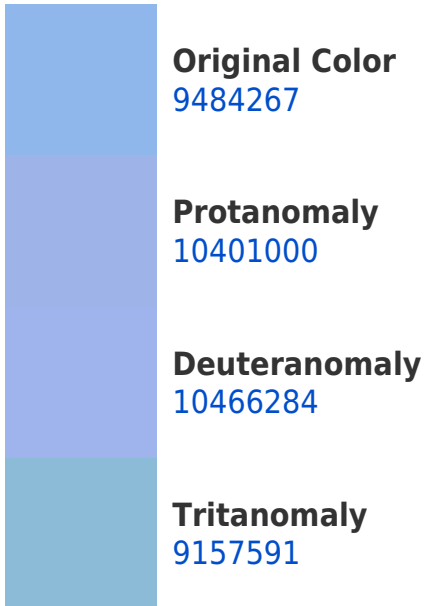 Original Color
9484267
Protanomaly
10401000
Deuteranomaly
10466284
Tritanomaly
9157591